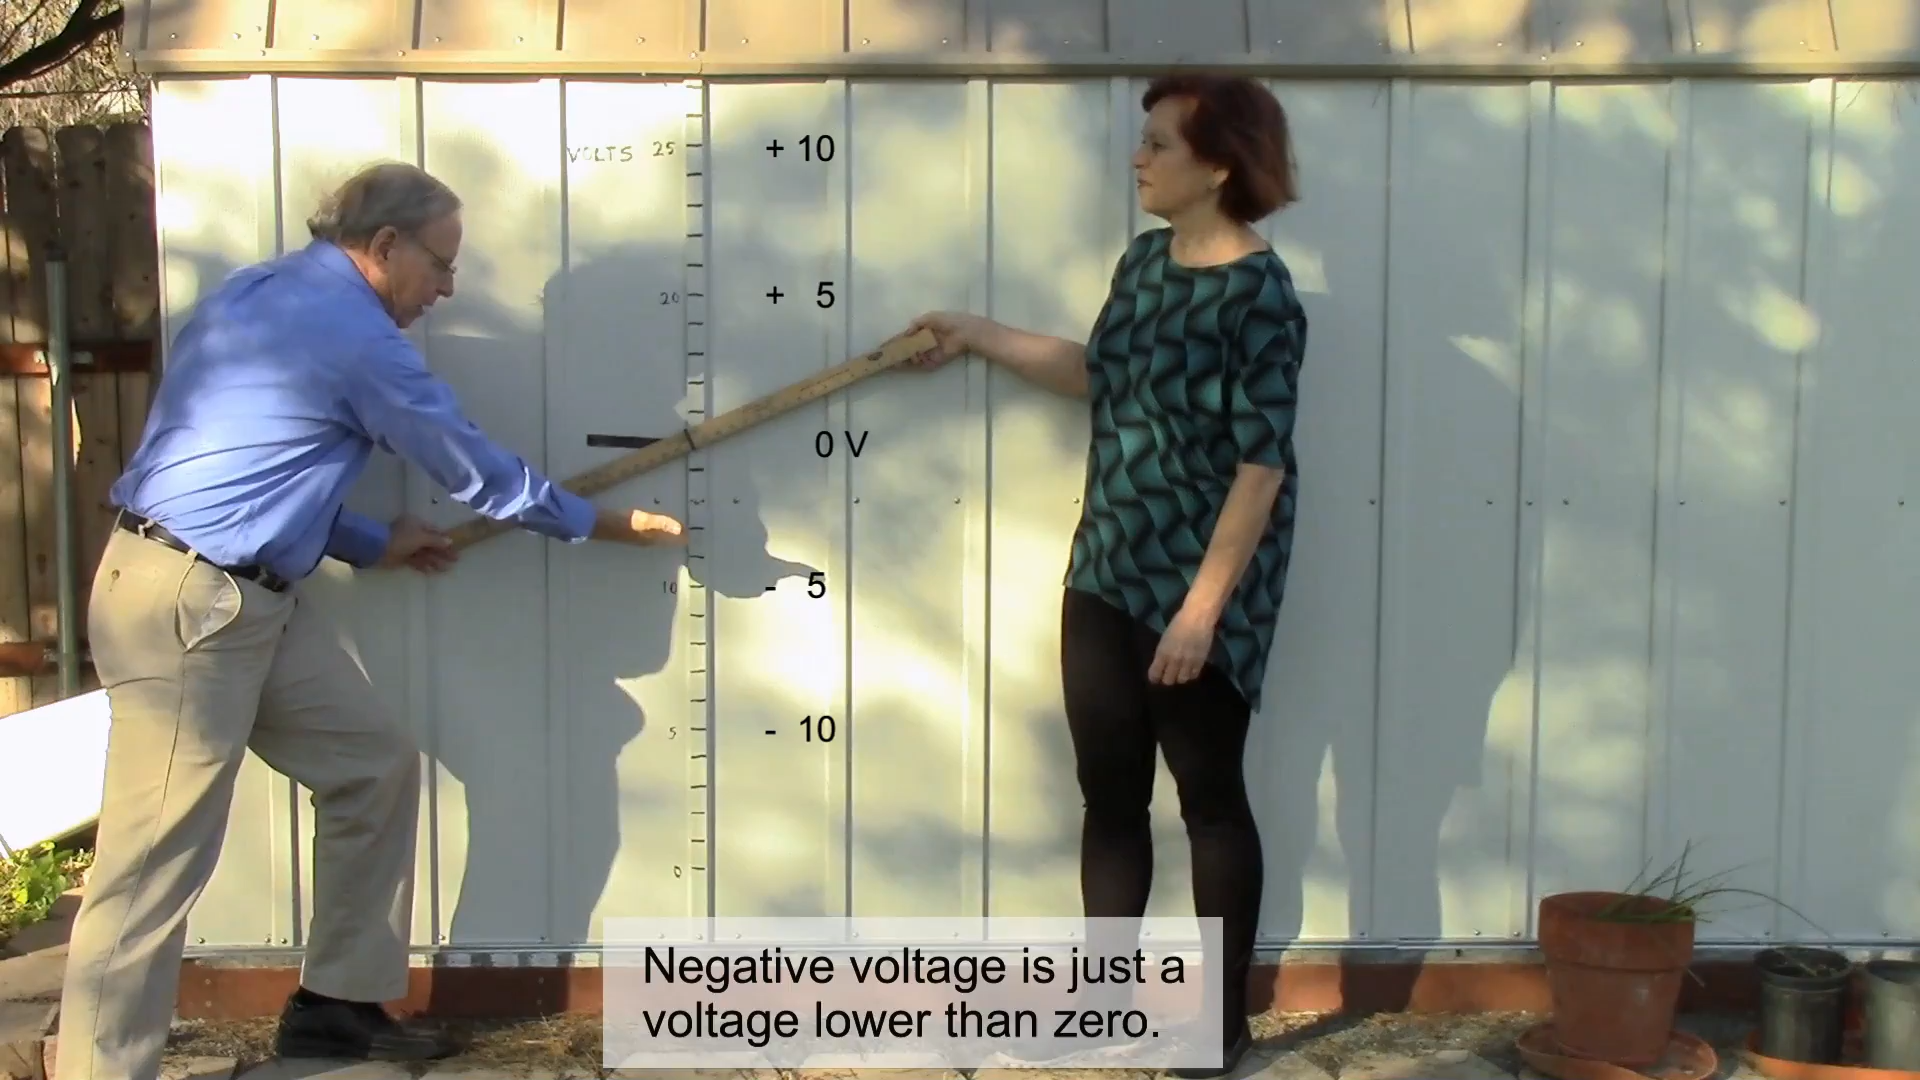 VOLTS 25
+ 10
20
+ 5
0 V
10
- 5
5
- 10
0
Negative voltage is just a
voltage lower than zero.